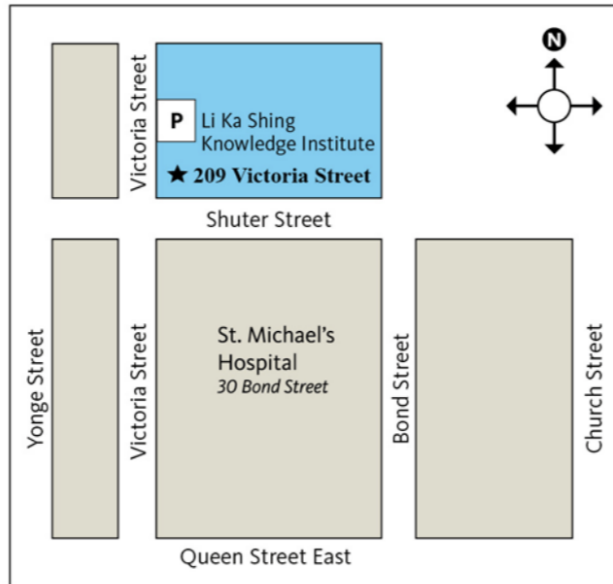 N
Victoria Street
P
Li Ka Shing
Knowledge Institute
★ 209 Victoria Street
Shuter Street
Yonge Street
Victoria Street
St. Michael's
Hospital
30 Bond Street
Bond Street
Church Street
Queen Street East